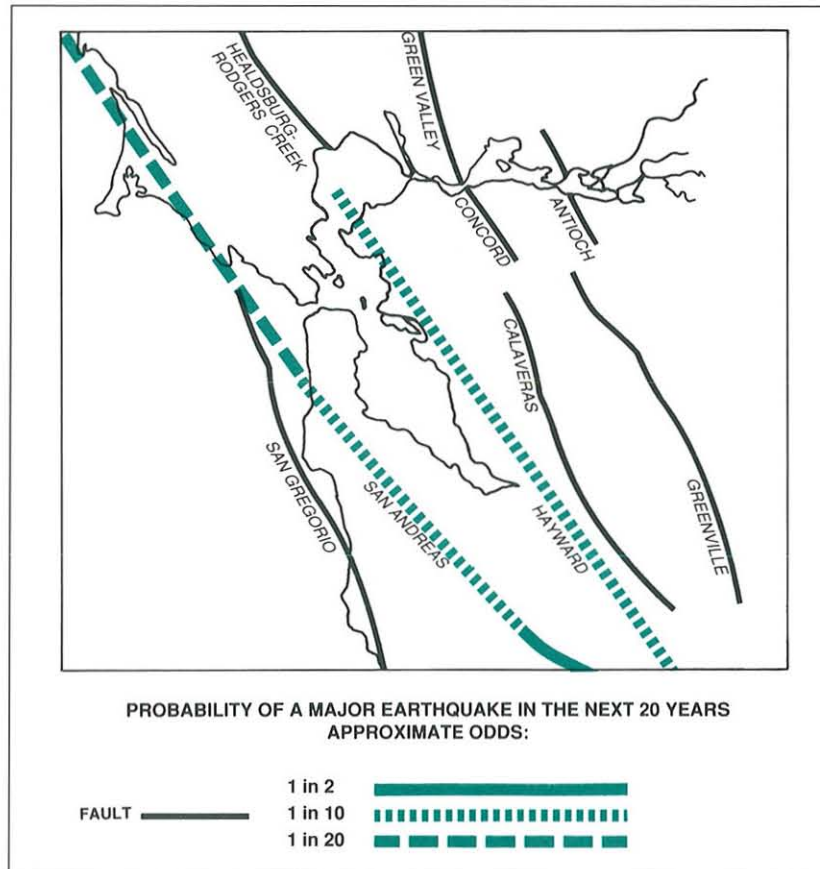 HEALDSBURG-
RODGERS CREEK
GREEN VALLEY
CONCORD
ANTIOCH
CALAVERAS
SAN GREGORIO
SAN ANDREAS
HAYWARD
GREENVILLE
PROBABILITY OF A MAJOR EARTHQUAKE IN THE NEXT 20 YEARS
APPROXIMATE ODDS:
FAULT
1 in 2
1 in 10
1 in 20